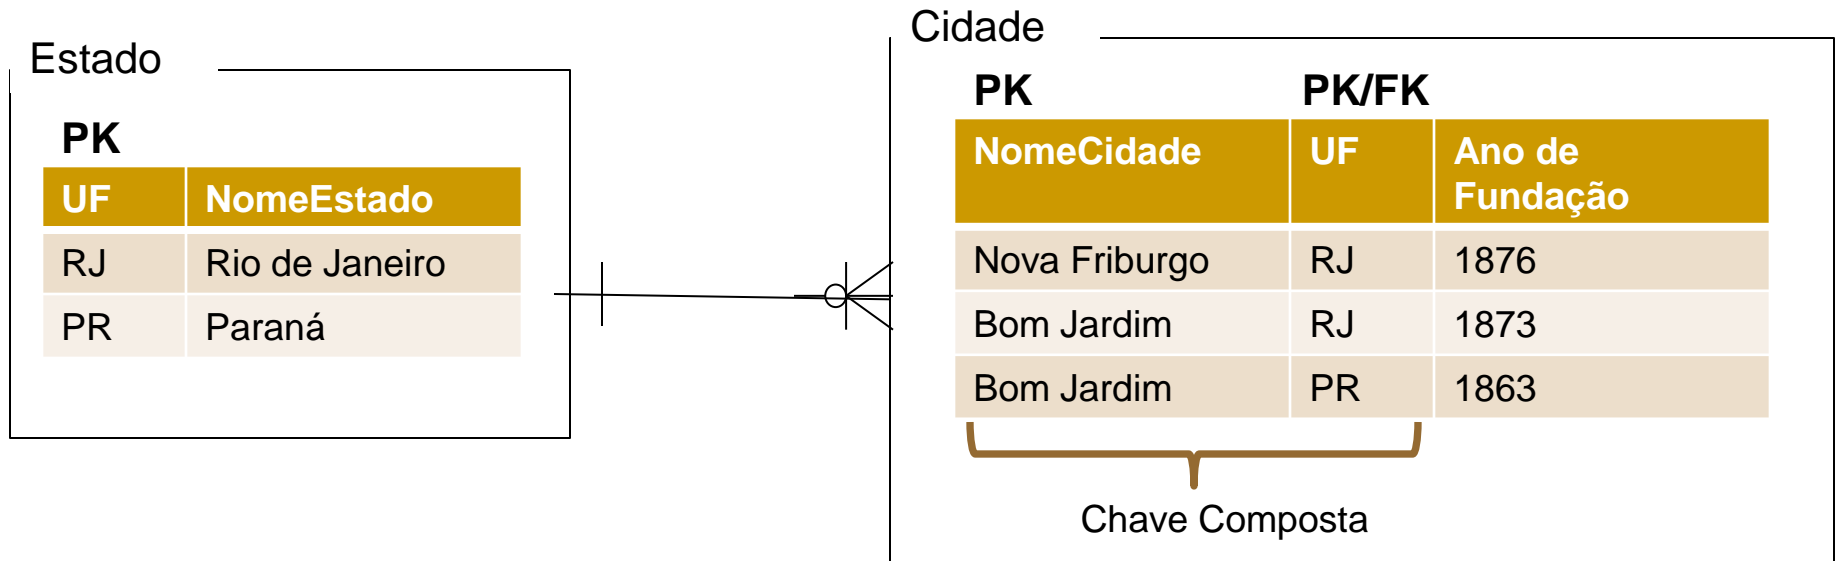 Estado
PK
UF NomeEstado
RJ Rio de Janeiro
PR Paraná
Cidade
PK PK/FK
NomeCidade UF Ano de
Fundação
Nova Friburgo RJ 1876
Bom Jardim RJ 1873
Bom Jardim PR 1863
Chave Composta